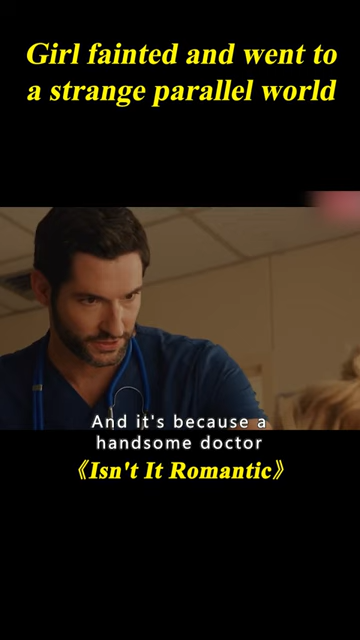 Girl fainted and went to
a strange parallel world
And it's because a
handsome doctor
《Isn't It Romantic》